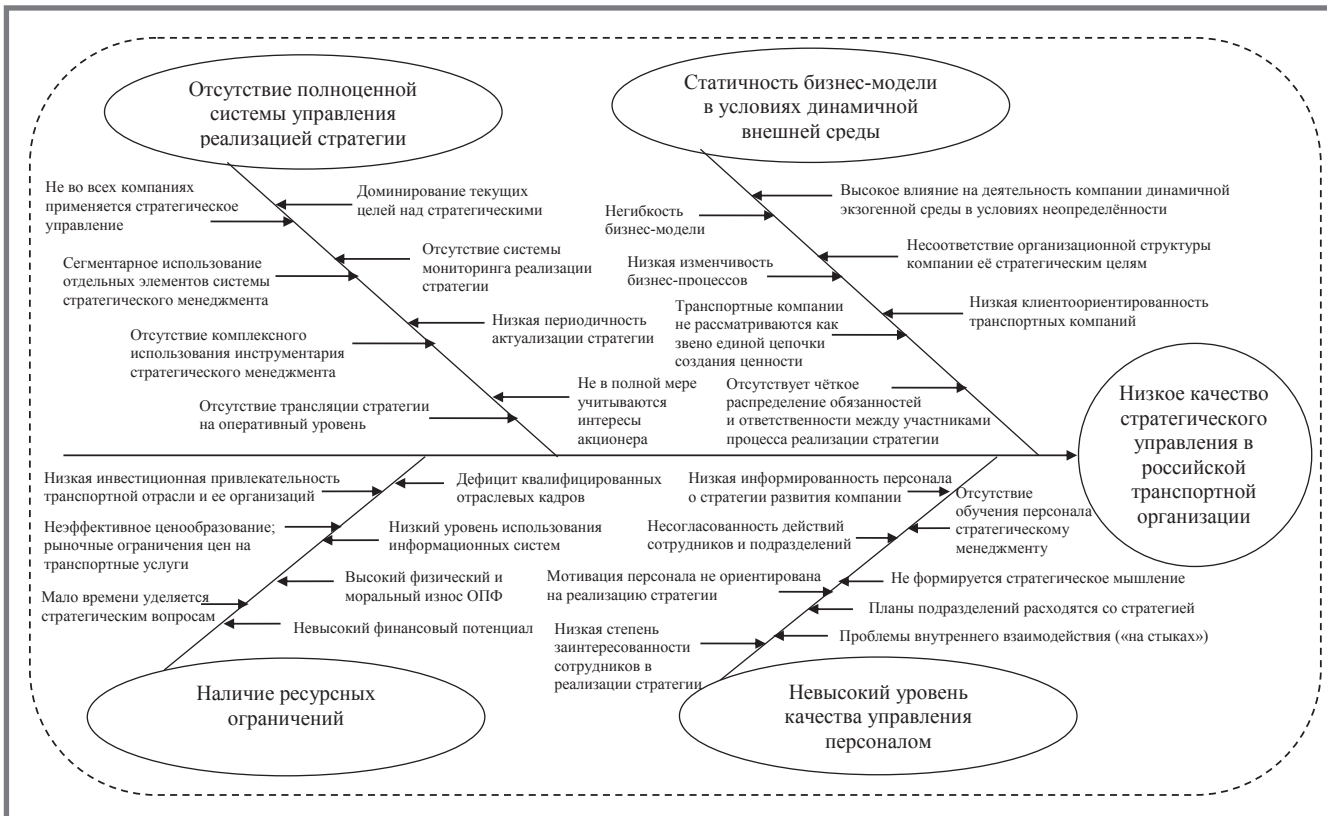 Отсутствие полноценной
системы управления
реализацией стратегии
Статичность бизнес-модели
в условиях динамичной
внешней среды
Не во всех компаниях
применяется стратегическое
управление
Доминирование текущих
целей над стратегическими
Сегментарное использование
отдельных элементов системы
стратегического менеджмента
Отсутствие системы
мониторинга реализации
стратегии
Отсутствие комплексного
использования инструментария
стратегического менеджмента
Низкая периодичность
актуализации стратегии
Отсутствие трансляции стратегии
на оперативный уровень
Не в полной мере
учитываются
интересы
акционера
Негибкость
бизнес-модели
Высокое влияние на деятельность компании динамичной
экзогенной среды в условиях неопределённости
Низкая изменчивость
бизнес-процессов
Несоответствие организационной структуры
компании её стратегическим целям
Транспортные компании
не рассматриваются как
звено единой цепочки
создания ценности
Низкая клиентоориентированность
транспортных компаний
Отсутствует чёткое
распределение обязанностей
и ответственности между участниками
процесса реализации стратегии
Низкое качество
стратегического
управления в
российской
транспортной
организации
Низкая инвестиционная привлекательность
транспортной отрасли и ее организаций
Дефицит квалифицированных
отраслевых кадров
Неэффективное ценообразование;
рыночные ограничения цен на
транспортные услуги
Низкий уровень использования
информационных систем
Мало времени уделяется
стратегическим вопросам
Высокий физический и
моральный износ ОПФ
Невысокий финансовый потенциал
Низкая информированность персонала
о стратегии развития компании
Отсутствие
обучения персонала
стратегическому
менеджменту
Несогласованность действий
сотрудников и подразделений
Мотивация персонала не ориентирована
на реализацию стратегии
Не формируется стратегическое мышление
Планы подразделений расходятся со стратегией
Низкая степень
заинтересованности
сотрудников в
реализации стратегии
Проблемы внутреннего взаимодействия («на стыках»)
Наличие ресурсных
ограничений
Невысокий уровень
качества управления
персоналом